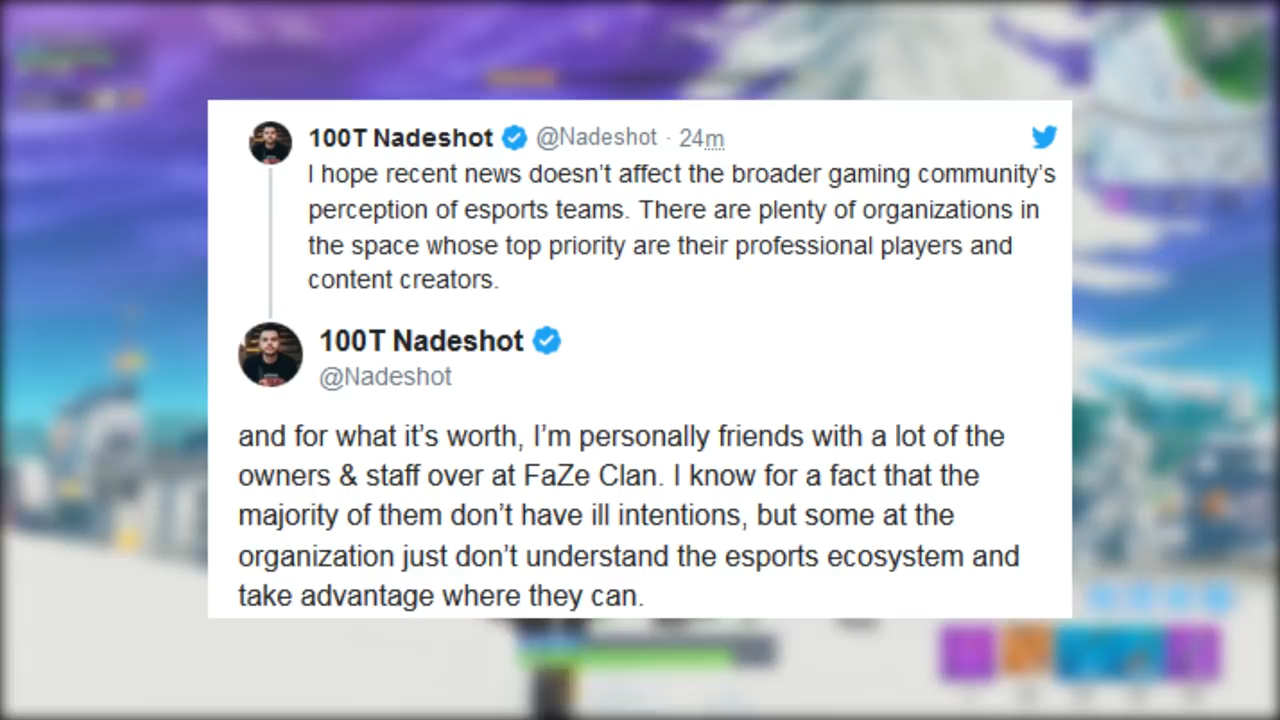 100T Nadeshot @Nadeshot · 24m
I hope recent news doesn’t affect the broader gaming community’s
perception of esports teams. There are plenty of organizations in
the space whose top priority are their professional players and
content creators.
100T Nadeshot
@Nadeshot
and for what it’s worth, I’m personally friends with a lot of the
owners & staff over at FaZe Clan. I know for a fact that the
majority of them don’t have ill intentions, but some at the
organization just don’t understand the esports ecosystem and
take advantage where they can.